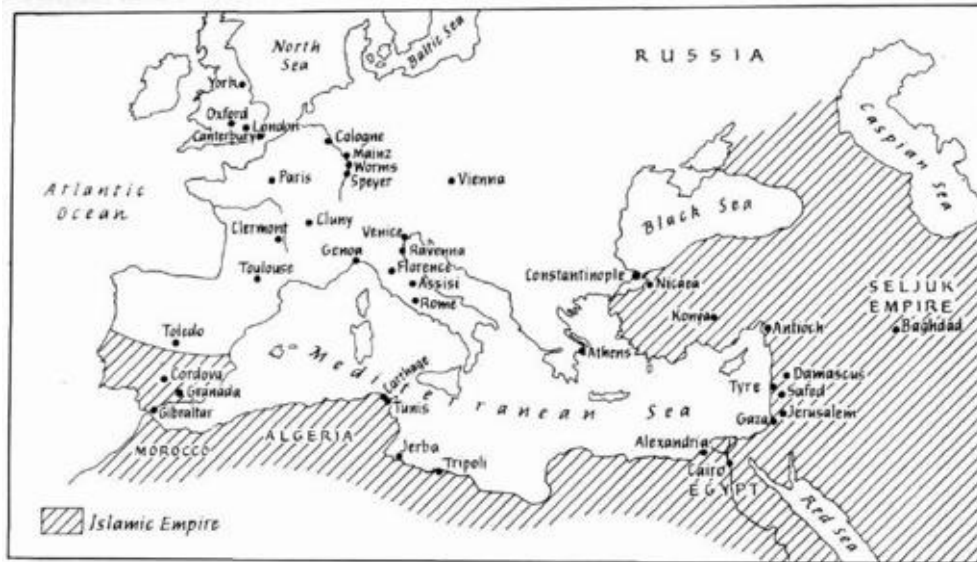 North
Sea
Baltic Sea
RUSSIA
York
Oxford
London
Canterbury
Cologne
Mainz
Worms
Speyer
Caspian Sea
Atlantic
Ocean
Paris
Vienna
Black Sea
Cluny
Clermont
Venice
Ravenna
Genoa
Florence
Toulouse
Assisi
Rome
Constantinople
Nicaea
SELJUK
EMPIRE
Konya
Baghdad
Toledo
Antioch
Athens
Mediterranean Sea
Carthage
Cordova
Granada
Damascus
Tyre
Safed
Gibraltar
Tunis
Gaza
Jerusalem
MOROCCO
ALGERIA
Jerba
Alexandria
Tripoli
Cairo
EGYPT
Red Sea
Islamic Empire